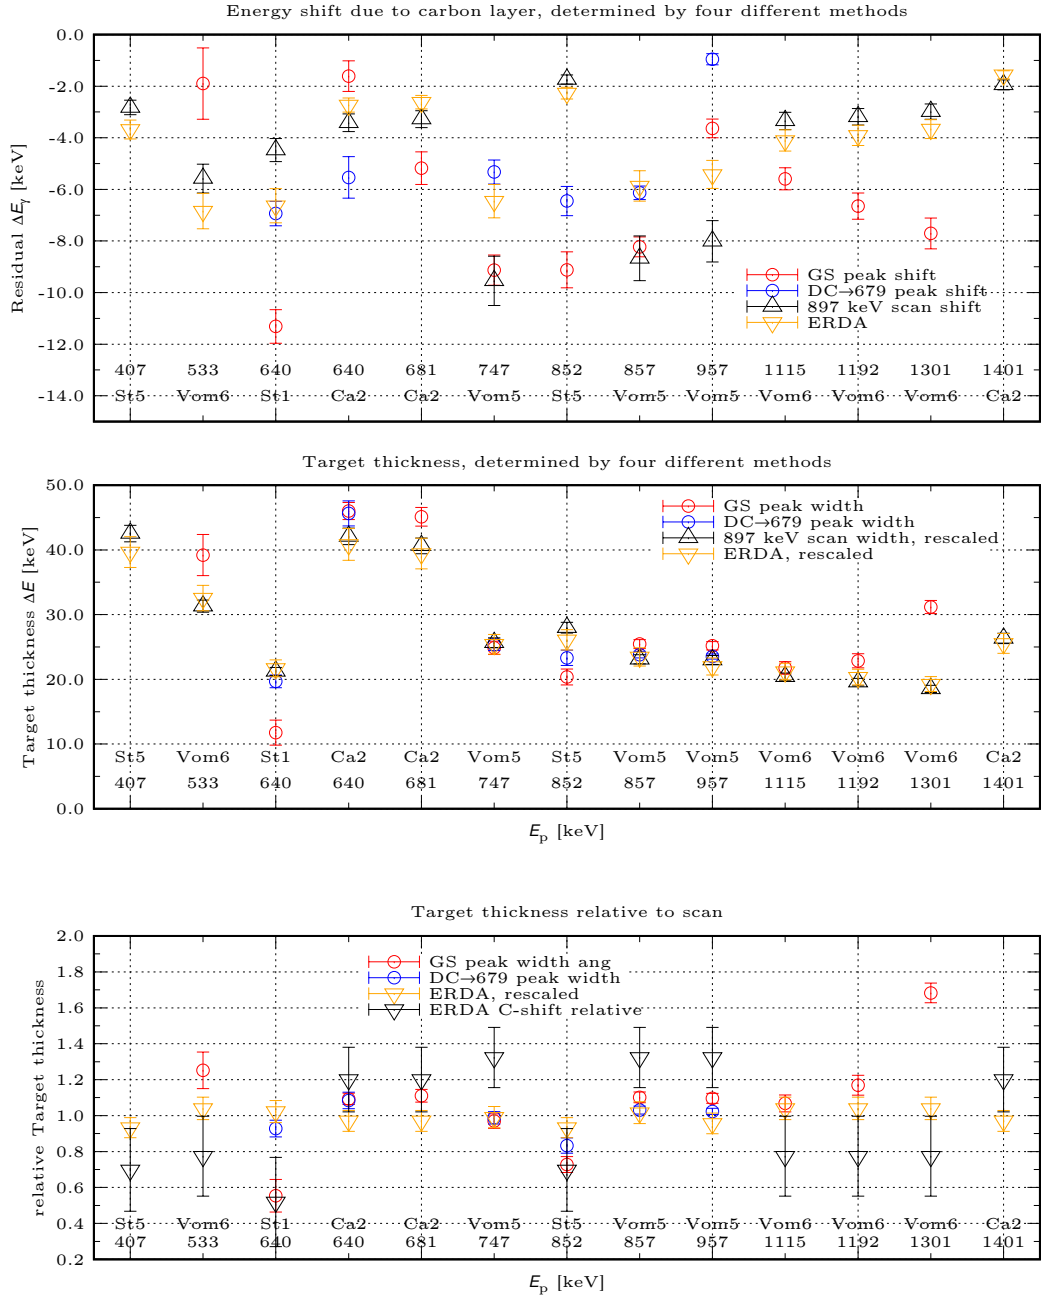 Energy shift due to carbon layer, determined by four different methods
Residual ΔEγ [keV]
0.0
-2.0
-4.0
-6.0
-8.0
-10.0
-12.0
-14.0
GS peak shift
DC→679 peak shift
897 keV scan shift
ERDA
407 533 640 640 681 747 852 857 957 1115 1192 1301 1401
St5 Vom6 St1 Ca2 Ca2 Vom5 St5 Vom5 Vom5 Vom6 Vom6 Vom6 Ca2
Target thickness, determined by four different methods
Target thickness ΔE [keV]
50.0
40.0
30.0
20.0
10.0
0.0
GS peak width
DC→679 peak width
897 keV scan width, rescaled
ERDA, rescaled
St5 Vom6 St1 Ca2 Ca2 Vom5 St5 Vom5 Vom5 Vom6 Vom6 Vom6 Ca2
407 533 640 640 681 747 852 857 957 1115 1192 1301 1401
Ep [keV]
Target thickness relative to scan
relative Target thickness
2.0
1.8
1.6
1.4
1.2
1.0
0.8
0.6
0.4
0.2
GS peak width ang
DC→679 peak width
ERDA, rescaled
ERDA C-shift relative
St5 Vom6 St1 Ca2 Ca2 Vom5 St5 Vom5 Vom5 Vom6 Vom6 Vom6 Ca2
407 533 640 640 681 747 852 857 957 1115 1192 1301 1401
Ep [keV]